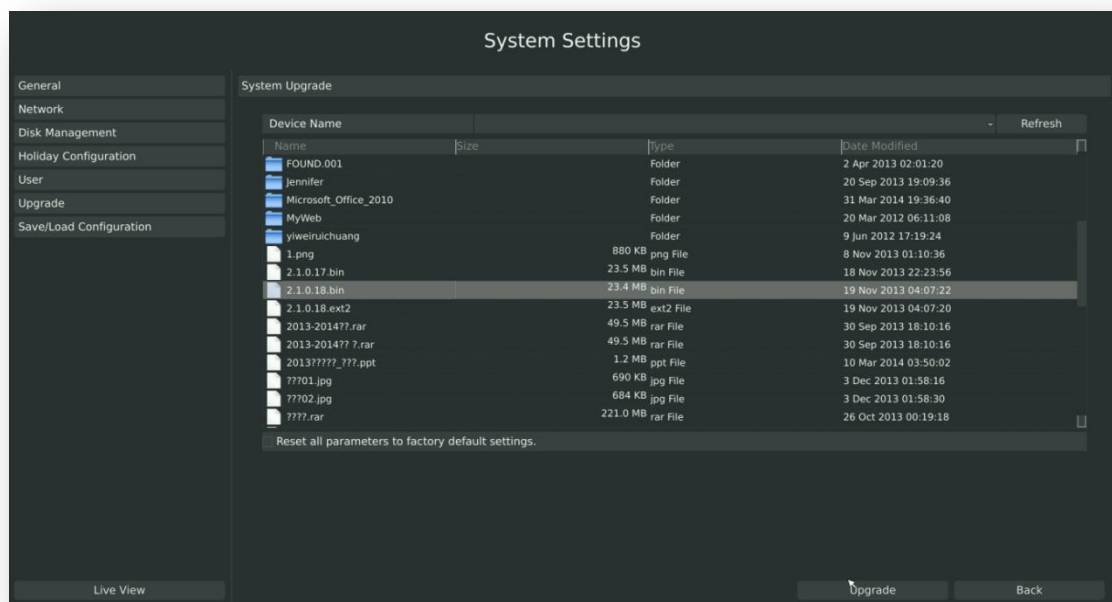 System Settings
General
Network
Disk Management
Holiday Configuration
User
Upgrade
Save/Load Configuration
Live View
System Upgrade
Device Name Refresh
Name Size Type Date Modified
FOUND.001 Folder 2 Apr 2013 02:01:20
Jennifer Folder 20 Sep 2013 19:09:36
Microsoft_Office_2010 Folder 31 Mar 2014 19:36:40
MyWeb Folder 20 Mar 2012 06:11:08
yiweiruichuang Folder 9 Jun 2012 17:19:24
1.png 880 KB png File 8 Nov 2013 01:10:36
2.1.0.17.bin 23.5 MB bin File 18 Nov 2013 22:23:56
2.1.0.18.bin 23.4 MB bin File 19 Nov 2013 04:07:22
2.1.0.18.ext2 23.5 MB ext2 File 19 Nov 2013 04:07:20
2013-2014??.rar 49.5 MB rar File 30 Sep 2013 18:10:16
2013-2014?? ?.rar 49.5 MB rar File 30 Sep 2013 18:10:16
2013?????_???.ppt 1.2 MB ppt File 10 Mar 2014 03:50:02
???01.jpg 690 KB jpg File 3 Dec 2013 01:58:16
???02.jpg 684 KB jpg File 3 Dec 2013 01:58:30
????.rar 221.0 MB rar File 26 Oct 2013 00:19:18
Reset all parameters to factory default settings.
Upgrade Back